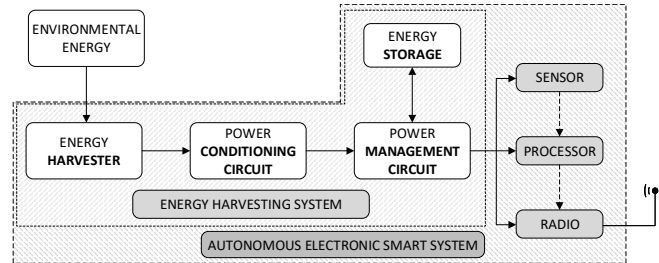 ENVIRONMENTAL
ENERGY
ENERGY
STORAGE
SENSOR
ENERGY
HARVESTER
POWER
CONDITIONING
CIRCUIT
POWER
MANAGEMENT
CIRCUIT
PROCESSOR
ENERGY HARVESTING SYSTEM
RADIO
AUTONOMOUS ELECTRONIC SMART SYSTEM